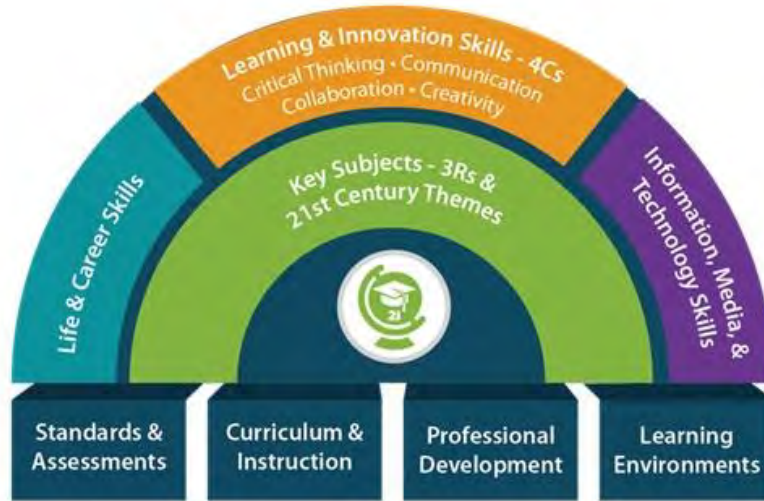 Learning & Innovation Skills - 4Cs
Critical Thinking • Communication
Collaboration • Creativity
Life & Career Skills
Key Subjects - 3Rs &
21st Century Themes
Information, Media, &
Technology Skills
21
Standards &
Assessments
Curriculum &
Instruction
Professional
Development
Learning
Environments